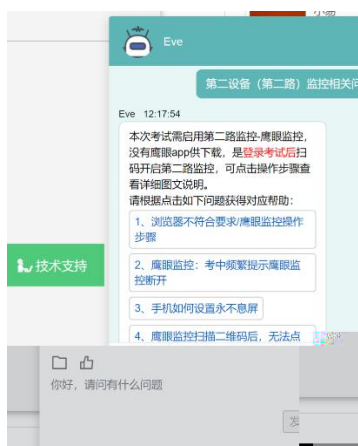 Eve
第二设备（第二路）监控相关问
Eve 12:17:54
本次考试需启用第二路监控-鹰眼监控，
没有鹰眼app供下载，是登录考试后扫
码开启第二路监控，可点击操作步骤查
看详细图文说明。
请根据点击如下问题获得对应帮助：
1、浏览器不符合要求/鹰眼监控操作
步骤
2、鹰眼监控：考中频繁提示鹰眼监
控断开
技术支持
3、手机如何设置永不息屏
4、鹰眼监控扫描二维码后，无法点
你好，请问有什么问题
发